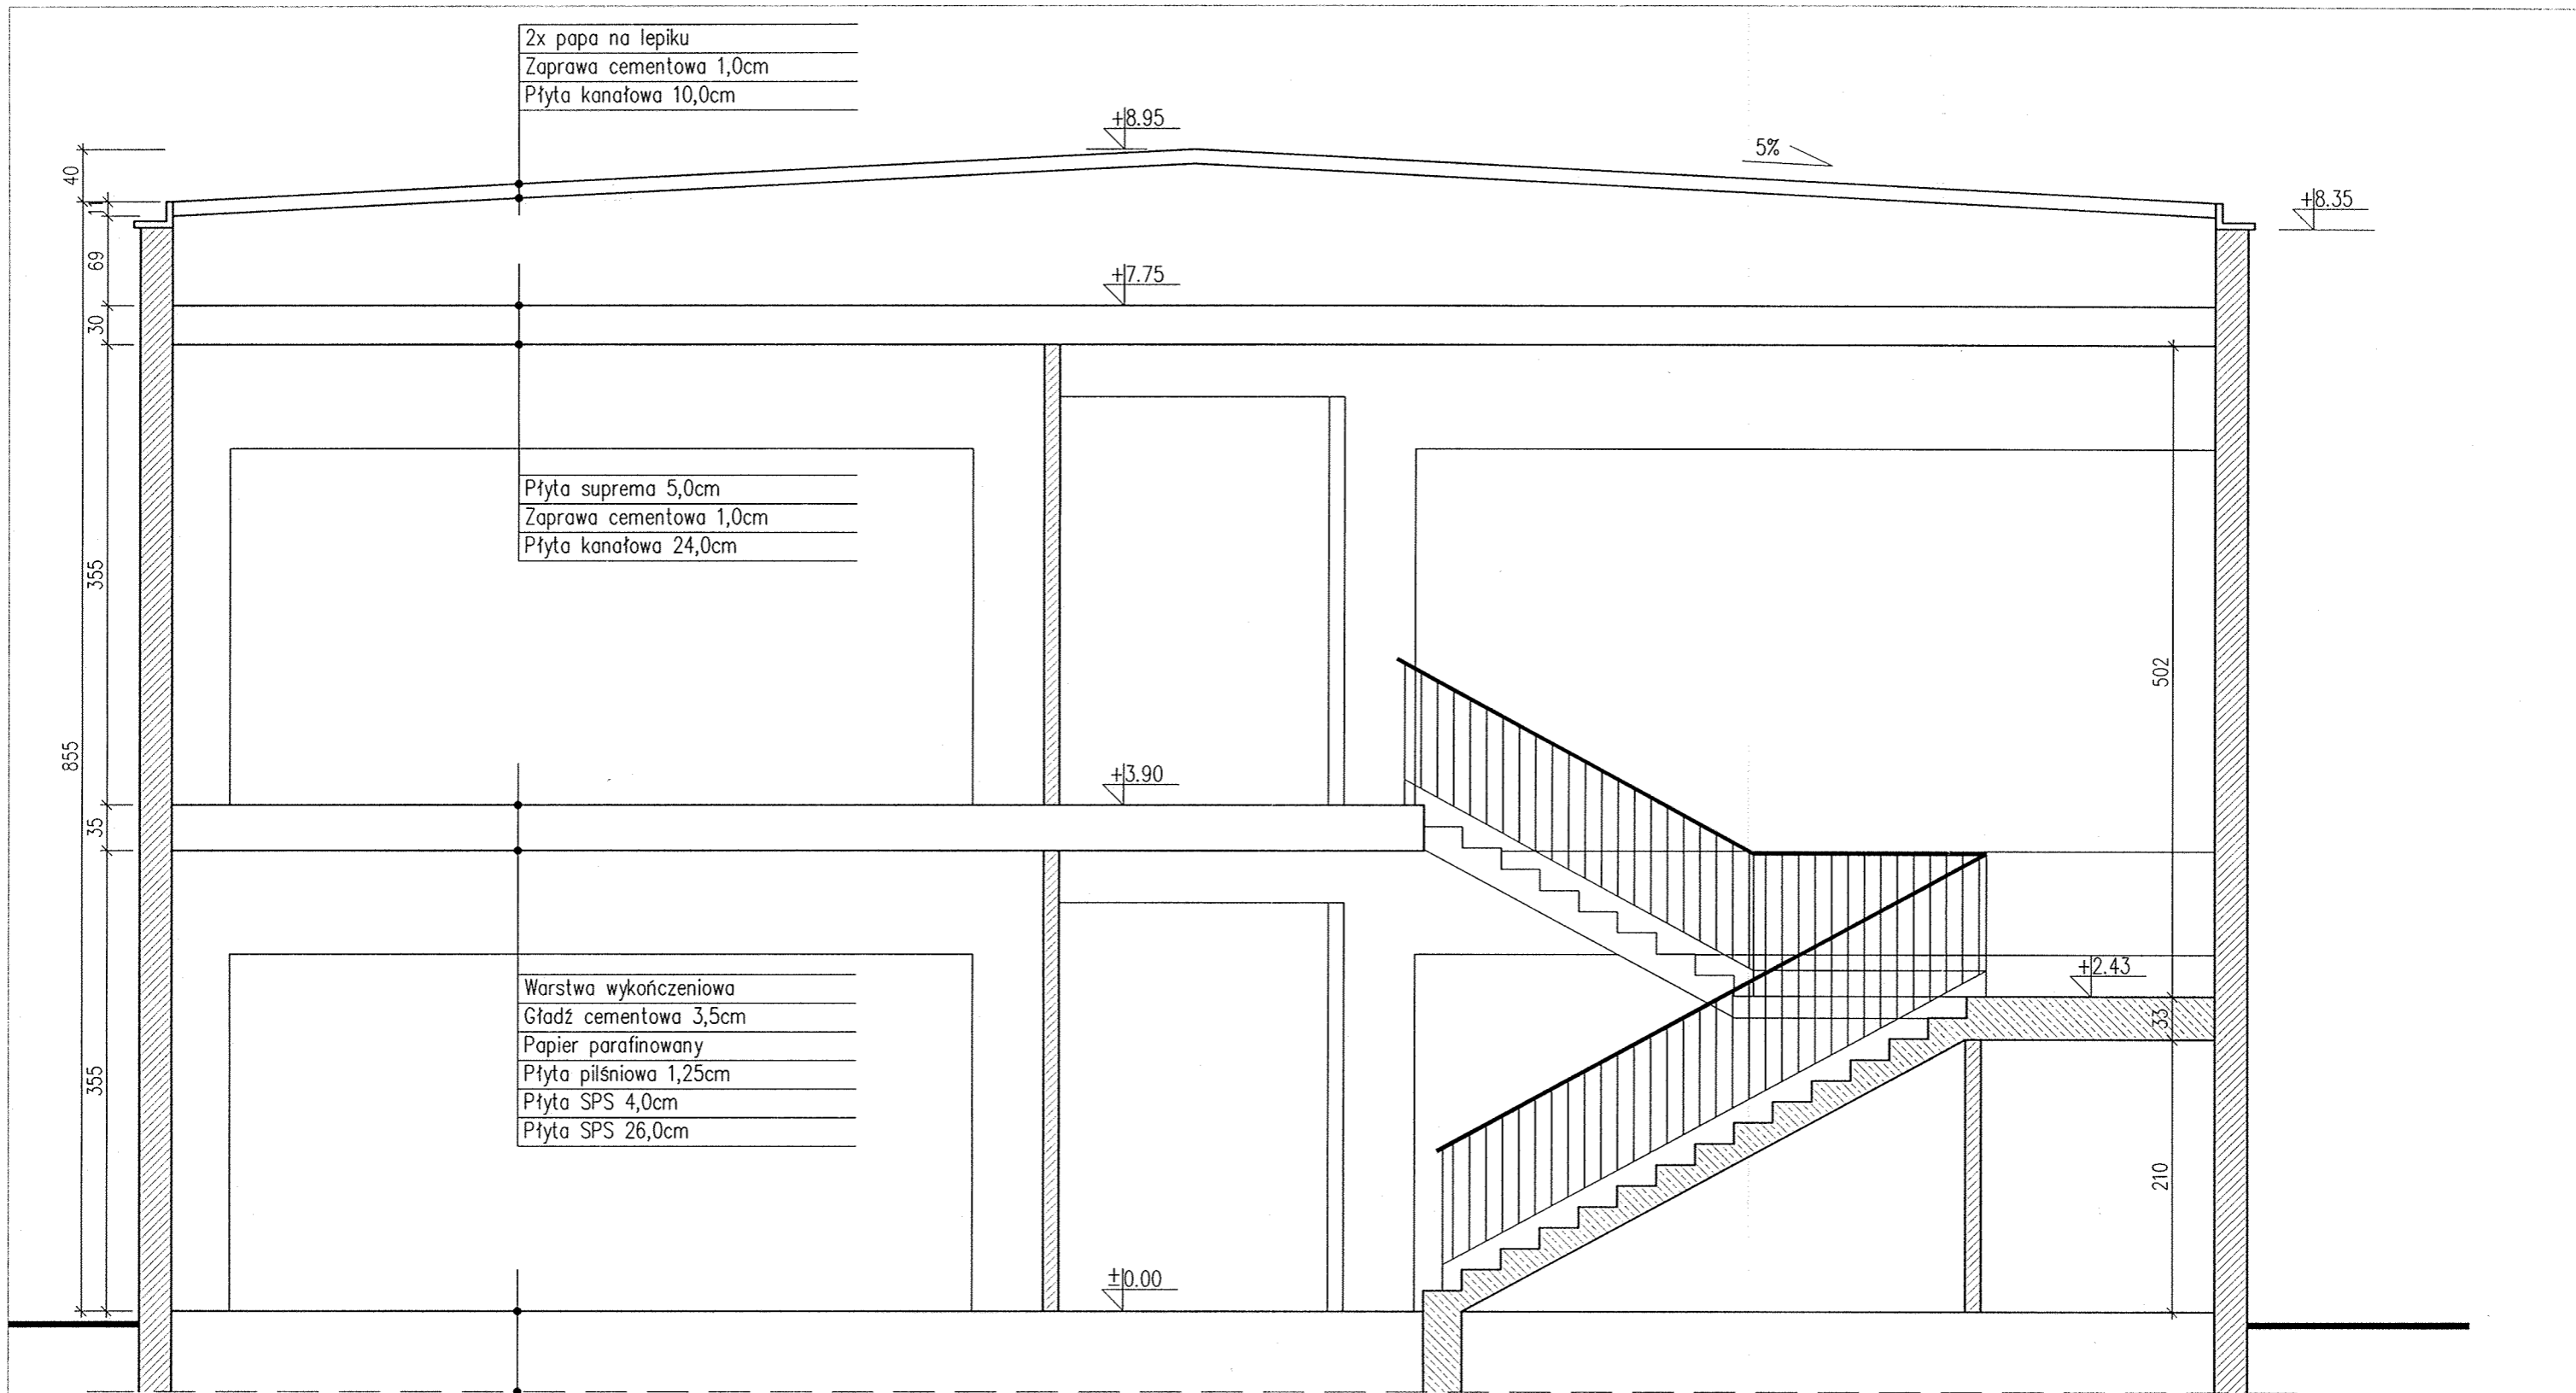 2x papa na lepiku
Zaprawa cementowa 1,0cm
Płyta kanałowa 10,0cm
+8.95
5%
+8.35
40
11
69
+7.75
30
Płyta suprema 5,0cm
Zaprawa cementowa 1,0cm
Płyta kanałowa 24,0cm
355
502
855
+3.90
35
Warstwa wykończeniowa
Gładź cementowa 3,5cm
Papier parafinowany
Płyta pilśniowa 1,25cm
Płyta SPS 4,0cm
Płyta SPS 26,0cm
+2.43
33
355
210
±0.00